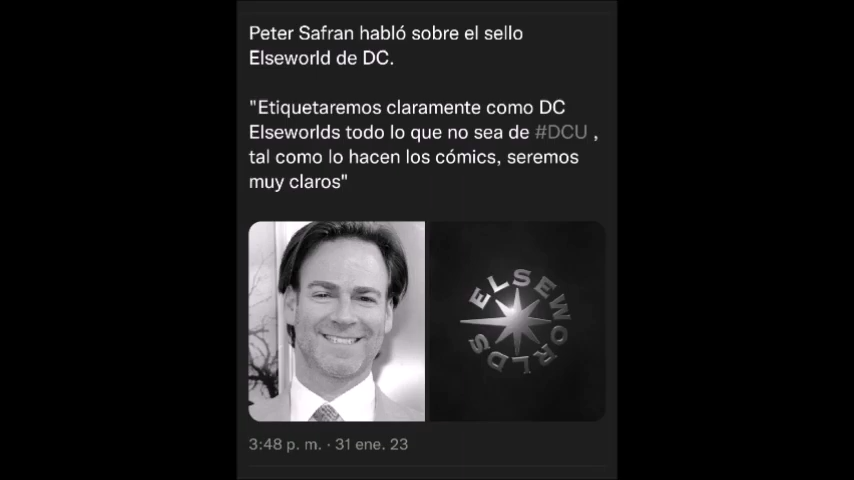 Peter Safran habló sobre el sello
Elseworld de DC.
"Etiquetaremos claramente como DC
Elseworlds todo lo que no sea de #DCU ,
tal como lo hacen los cómics, seremos
muy claros"
ELSEWORLDS
3:48 p. m. · 31 ene. 23